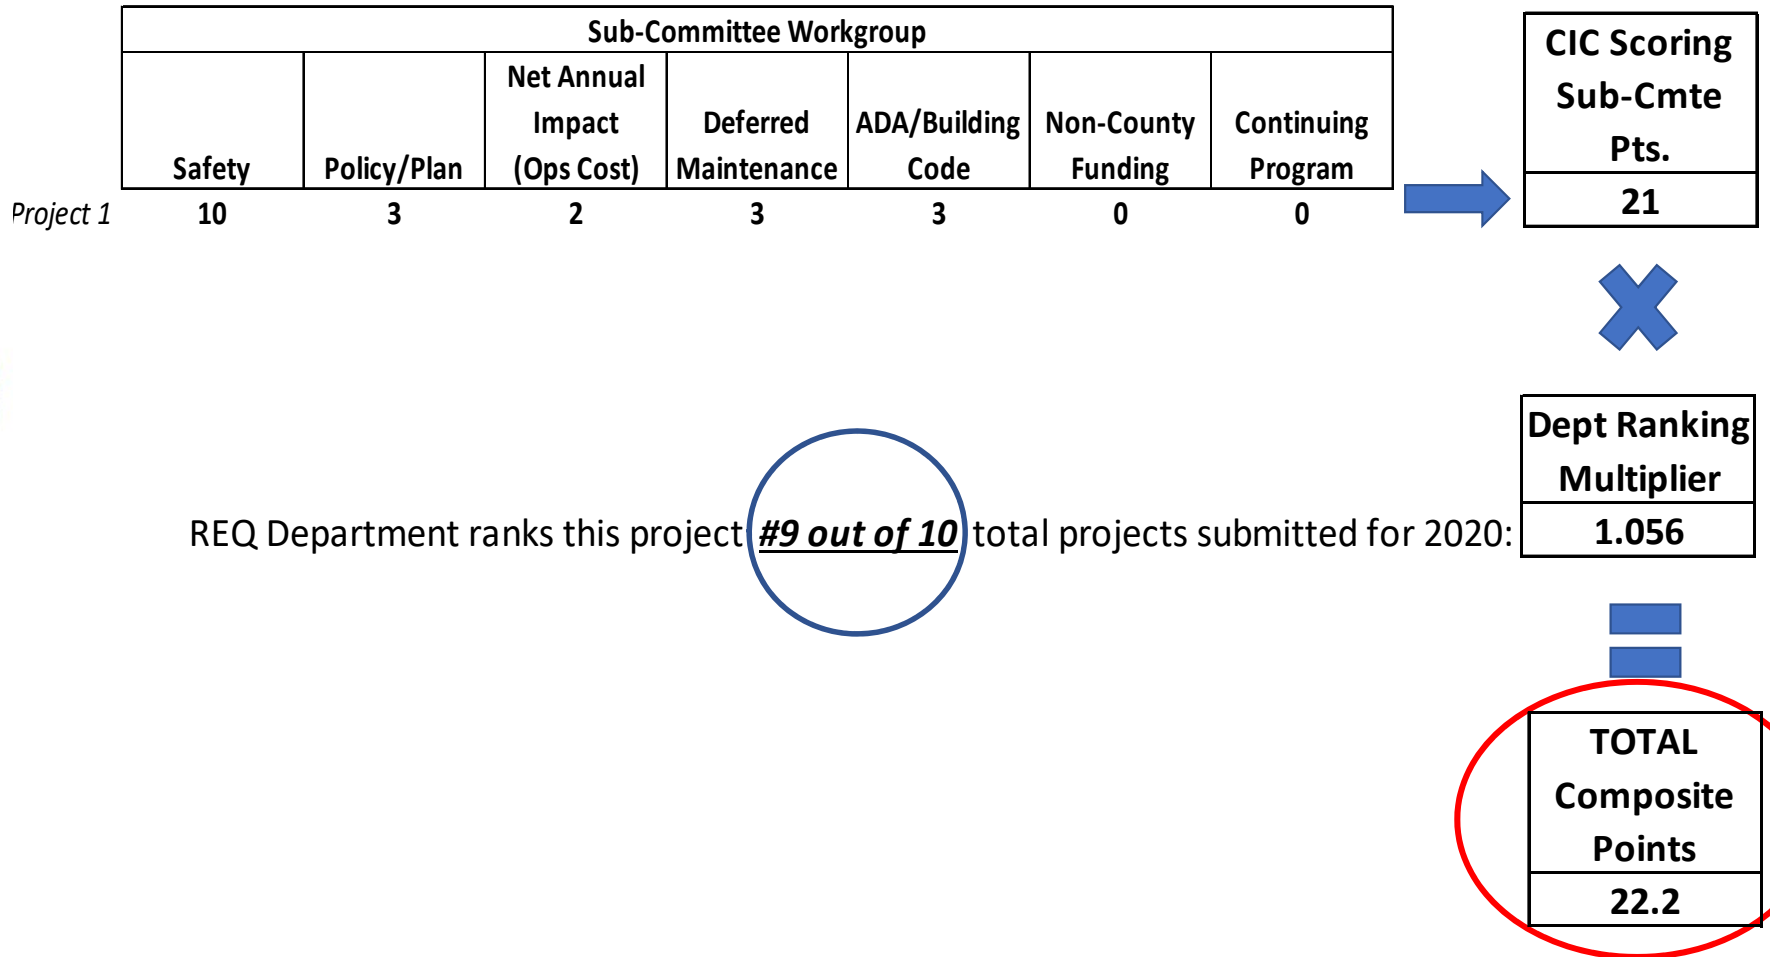 Sub-Committee Workgroup
Safety Policy/Plan Net Annual Impact (Ops Cost) Deferred Maintenance ADA/Building Code Non-County Funding Continuing Program
Project 1 10 3 2 3 3 0 0
CIC Scoring
Sub-Cmte
Pts.
21
Dept Ranking
Multiplier
1.056
REQ Department ranks this project #9 out of 10 total projects submitted for 2020:
TOTAL
Composite
Points
22.2